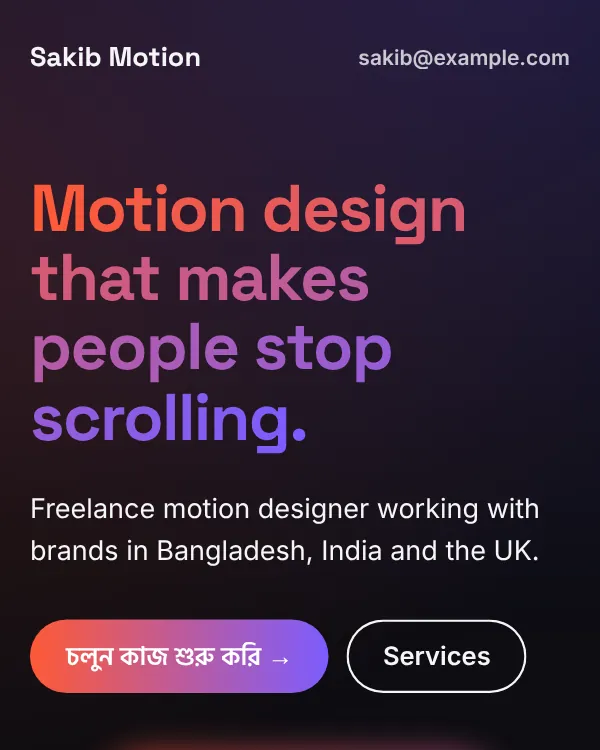 Sakib Motion
sakib@example.com
Motion design
that makes
people stop
scrolling.
Freelance motion designer working with
brands in Bangladesh, India and the UK.
চলুন কাজ শুরু করি →
Services